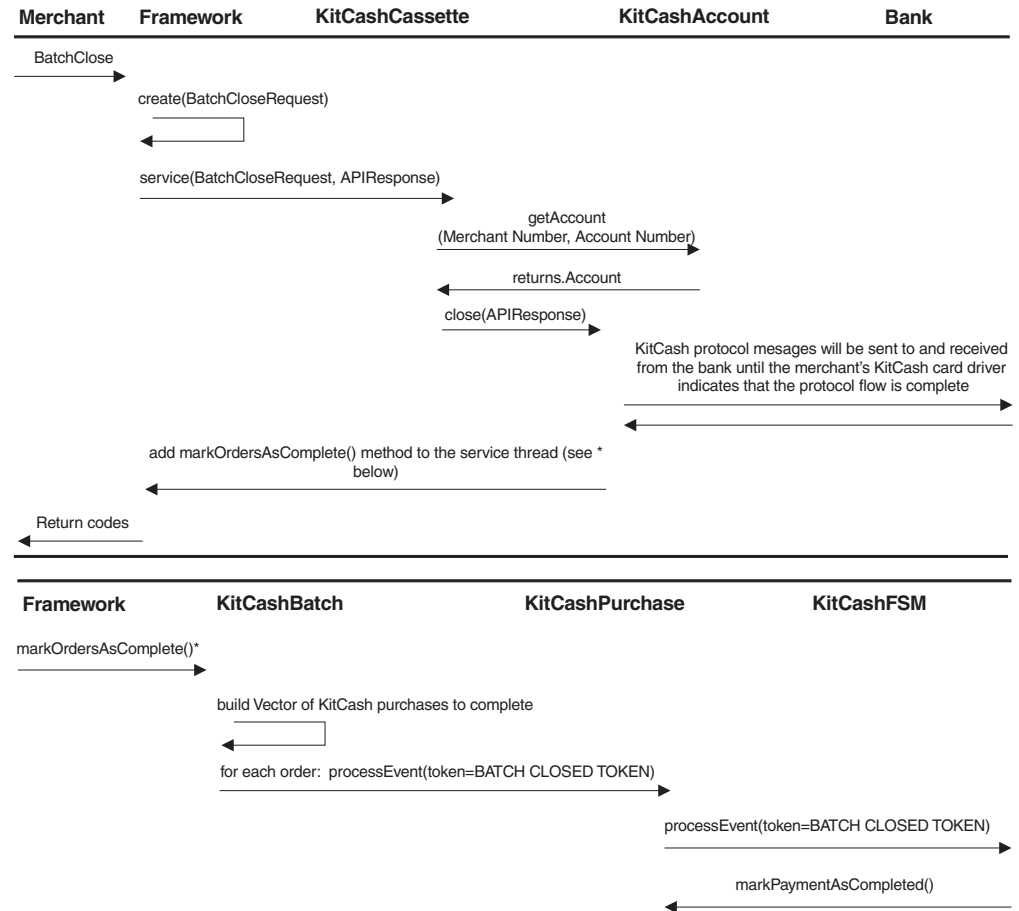 Merchant Framework KitCashCassette KitCashAccount Bank
BatchClose
create(BatchCloseRequest)
service(BatchCloseRequest, APIResponse)
getAccount
(Merchant Number, Account Number)
returns.Account
close(APIResponse)
KitCash protocol mesages will be sent to and received
from the bank until the merchant's KitCash card driver
indicates that the protocol flow is complete
add markOrdersAsComplete() method to the service thread (see *
below)
Return codes
Framework KitCashBatch KitCashPurchase KitCashFSM
markOrdersAsComplete()*
build Vector of KitCash purchases to complete
for each order: processEvent(token=BATCH CLOSED TOKEN)
processEvent(token=BATCH CLOSED TOKEN)
markPaymentAsCompleted()